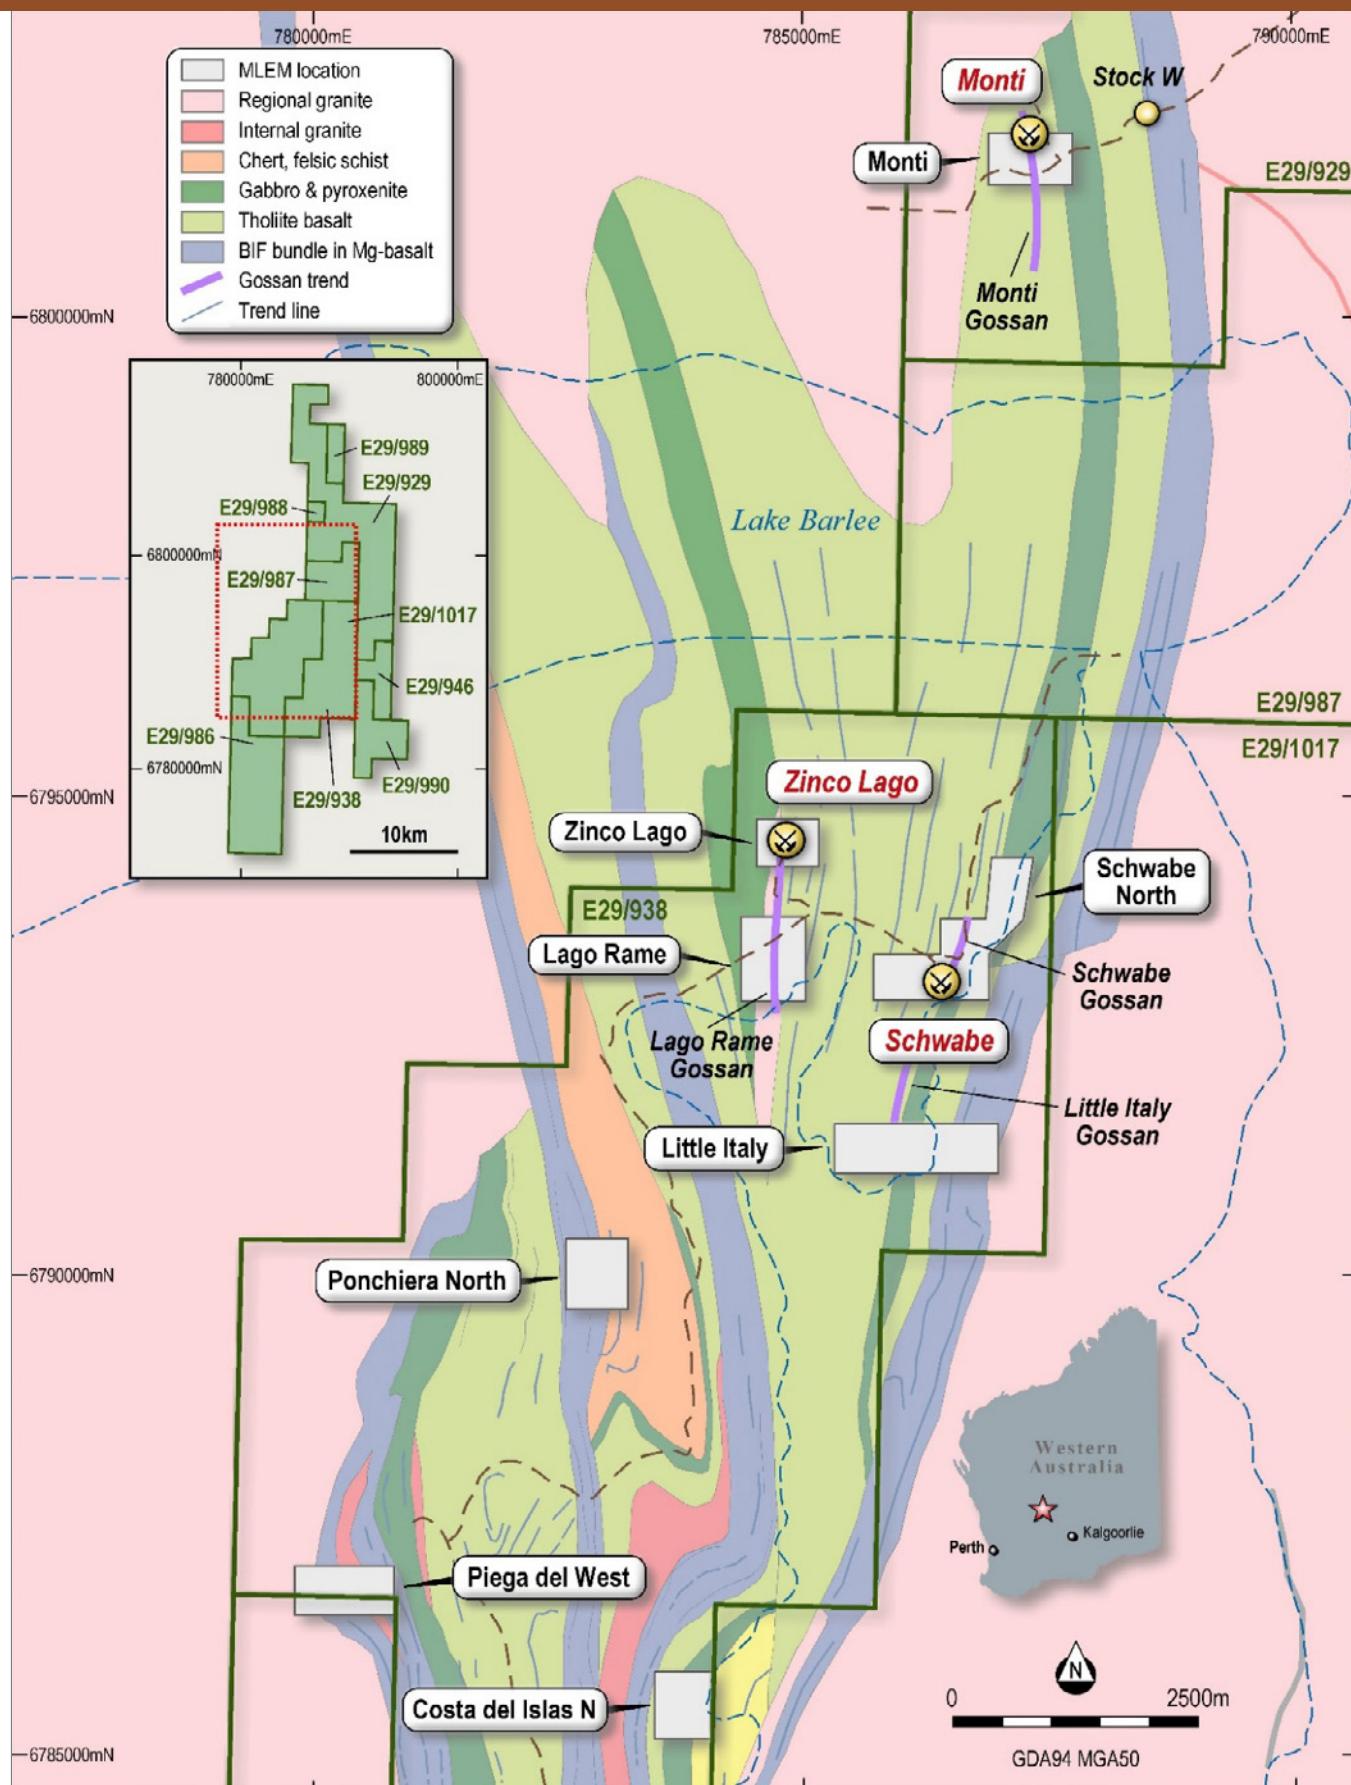 780000mE
785000mE
790000mE
MLEM location
Regional granite
Internal granite
Chert, felsic schist
Gabbro & pyroxenite
Tholiite basalt
BIF bundle in Mg-basalt
Gossan trend
Trend line
Monti
Stock W
Monti
E29/929
Monti
Gossan
6800000mN
780000mE
800000mE
E29/989
E29/929
E29/988
6800000mN
E29/987
E29/1017
E29/946
E29/986
6780000mN
E29/990
E29/938
10km
Lake Barlee
E29/987
E29/1017
6795000mN
Zinco Lago
Zinco Lago
Schwabe
North
E29/938
Lago Rame
Schwabe
Gossan
Lago Rame
Gossan
Schwabe
Little Italy
Gossan
Little Italy
6790000mN
Ponchiera North
Western
Australia
Kalgoorlie
Perth
Piega del West
N
Costa del Islas N
0
2500m
6785000mN
GDA94 MGA50